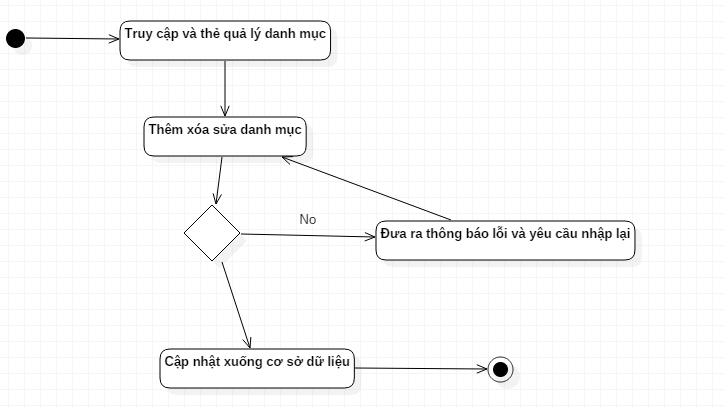 Truy cập và thẻ quả lý danh mục
Thêm xóa sửa danh mục
No
Đưa ra thông báo lỗi và yêu cầu nhập lại
Cập nhật xuống cơ sở dữ liệu